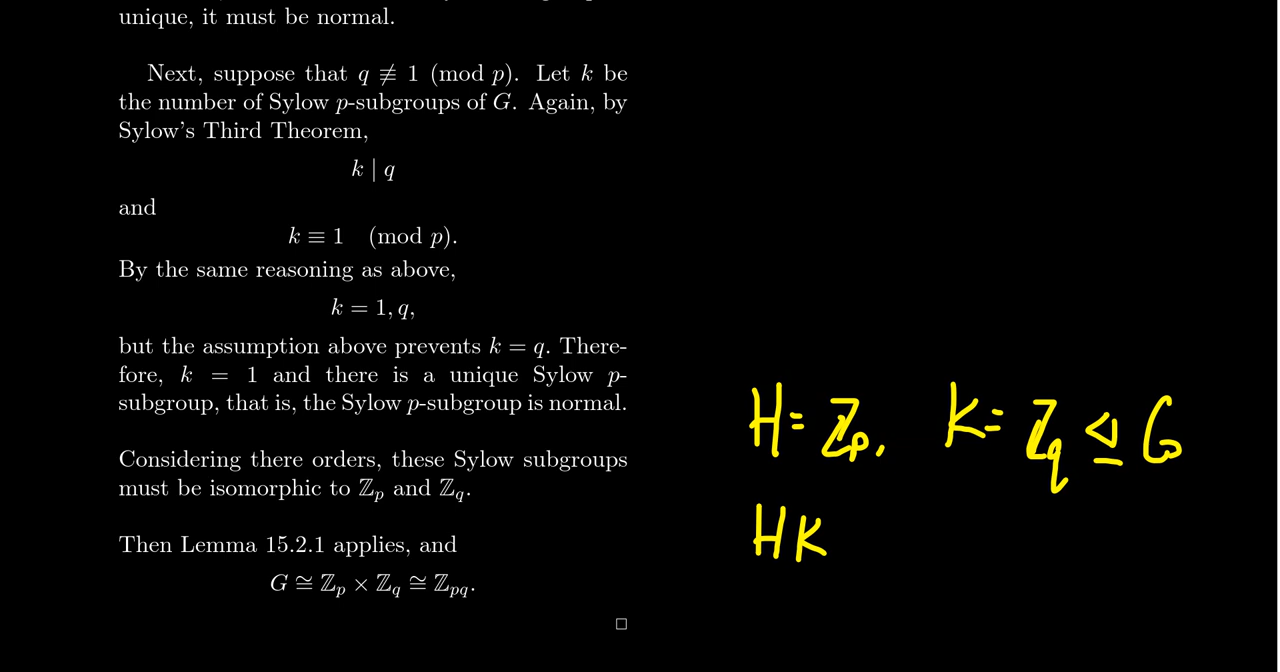 unique, it must be normal.
Next, suppose that q ≢ 1 (mod p). Let k be
the number of Sylow p-subgroups of G. Again, by
Sylow's Third Theorem,
k | q
and
k ≡ 1 (mod p).
By the same reasoning as above,
k = 1, q,
but the assumption above prevents k = q. There-
fore, k = 1 and there is a unique Sylow p-
subgroup, that is, the Sylow p-subgroup is normal.
Considering there orders, these Sylow subgroups
must be isomorphic to ℤ_p and ℤ_q.
Then Lemma 15.2.1 applies, and
G ≅ ℤ_p × ℤ_q ≅ ℤ_pq.
□
H = ℤ_p, K = ℤ_q ⊴ G
HK